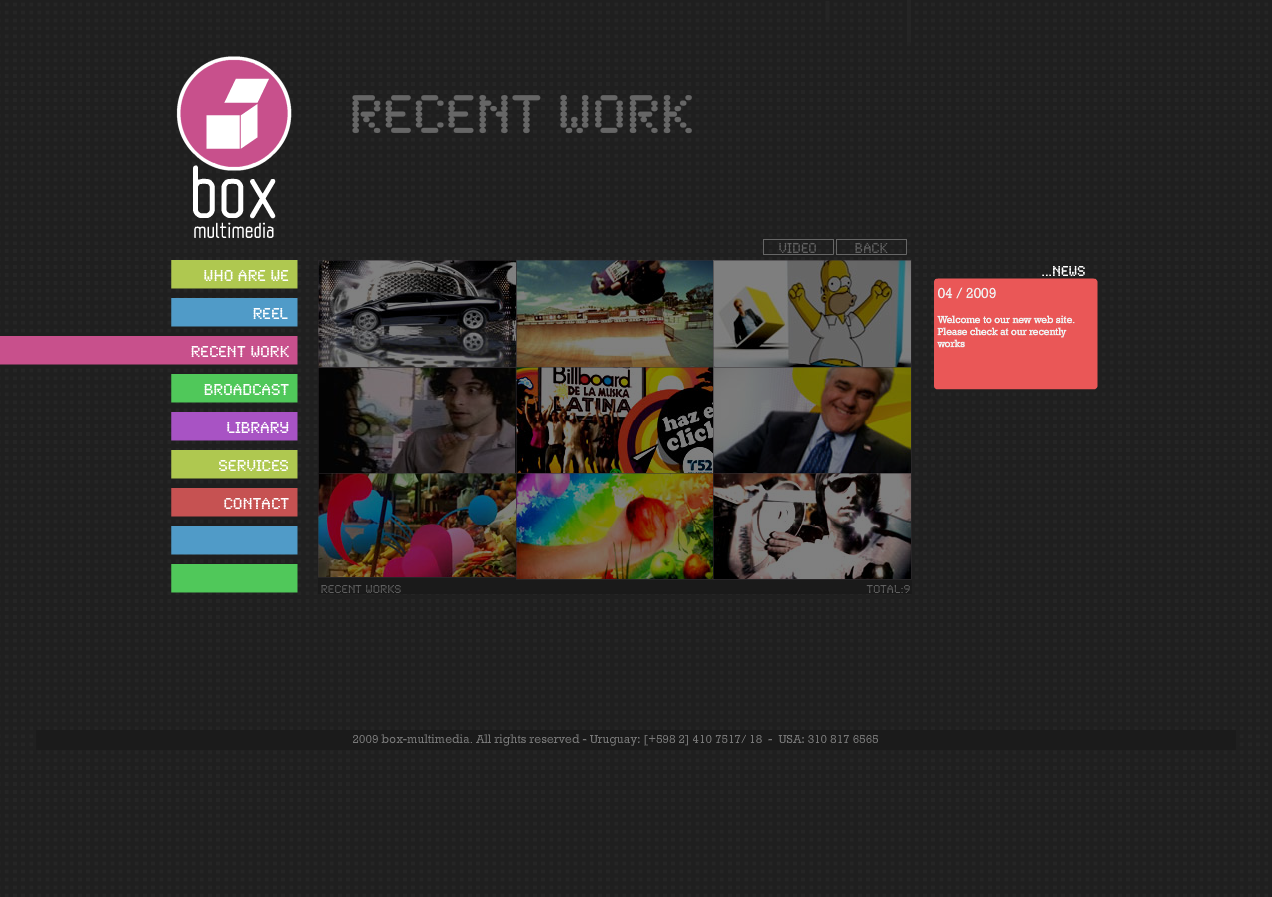 box
multimedia
RECENT WORK
VIDEO
BACK
WHO ARE WE
REEL
RECENT WORK
BROADCAST
LIBRARY
SERVICES
CONTACT
Billboard
DE LA MUSICA
LATINA
haz
click
T52
RECENT WORKS
TOTAL:9
...NEWS
04 / 2009
Welcome to our new web site.
Please check at our recently
works
2009 box-multimedia. All rights reserved - Uruguay: [+598 2] 410 7517/ 18 - USA: 310 817 6565